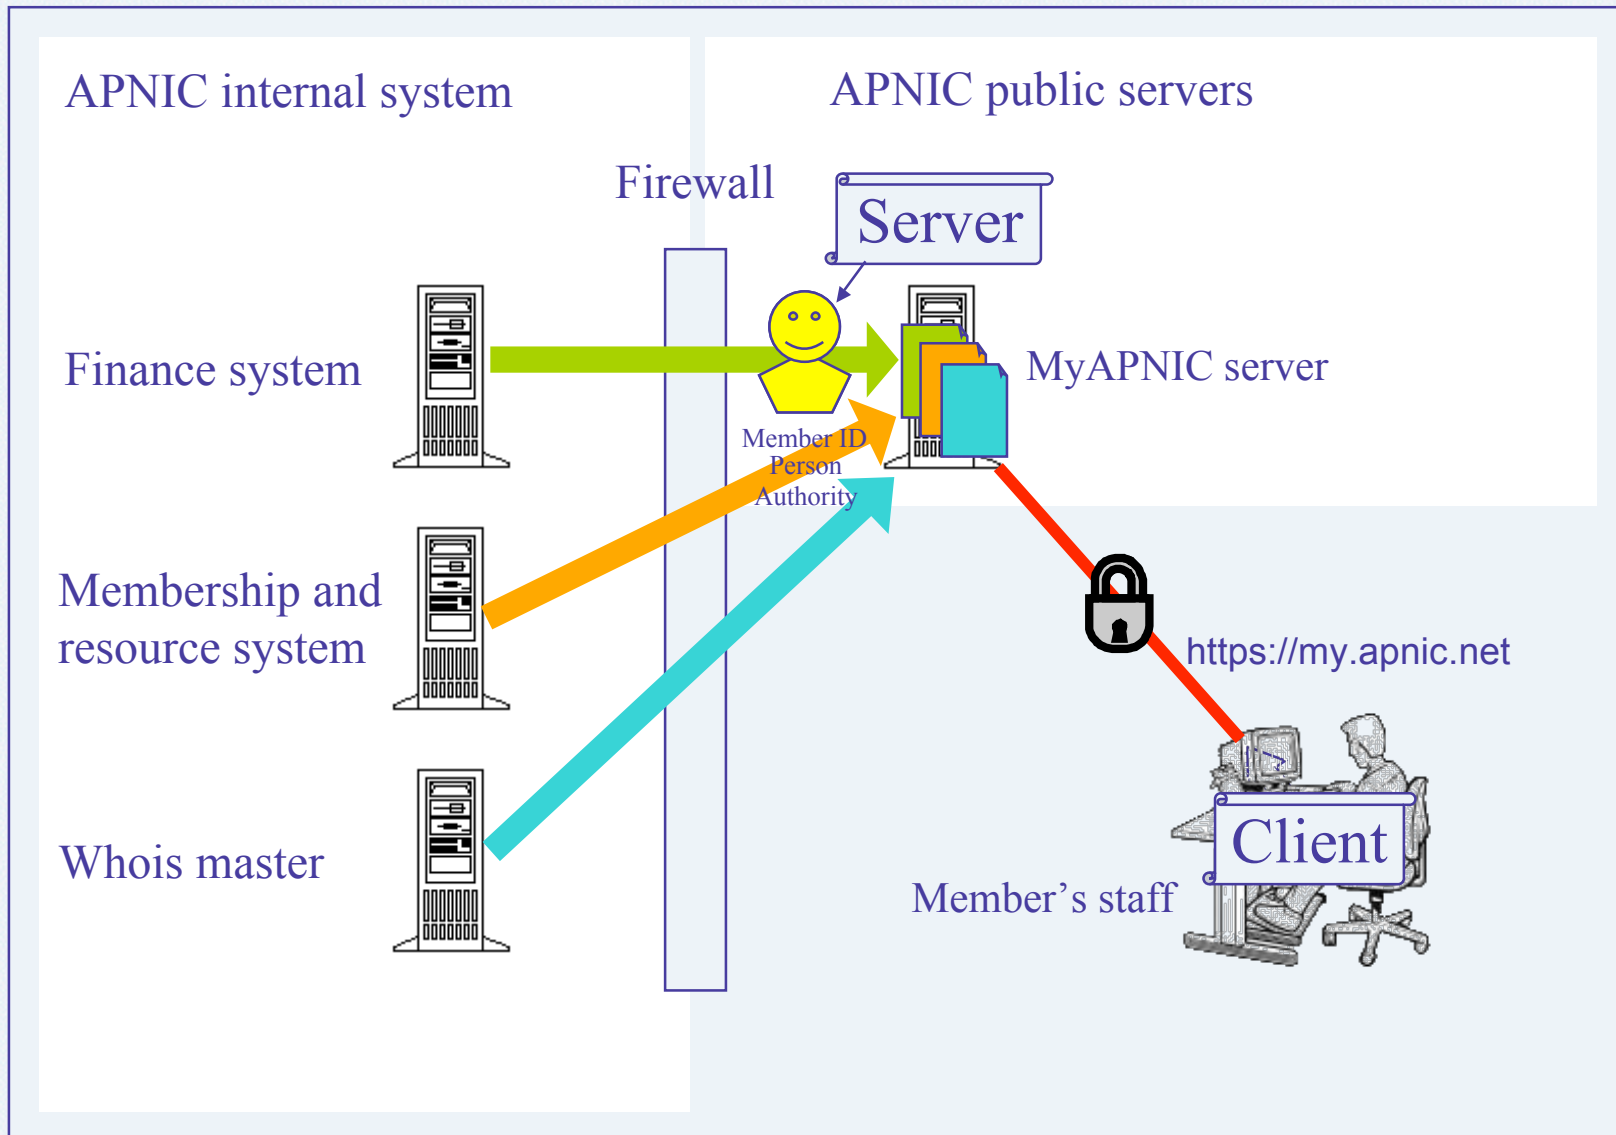 APNIC internal system
APNIC public servers
Firewall
Server
Finance system
MyAPNIC server
Member ID
Person
Authority
Membership and
resource system
https://my.apnic.net
Whois master
Client
Member’s staff